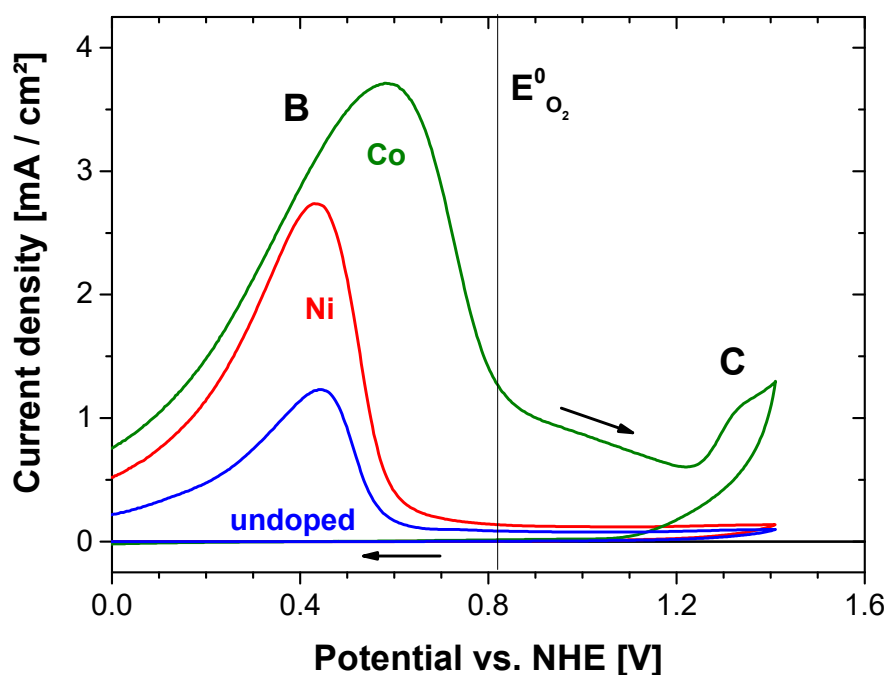 4
3
2
1
0
Current density [mA / cm²]
B
Co
E⁰O₂
Ni
C
undoped
0.0 0.4 0.8 1.2 1.6
Potential vs. NHE [V]